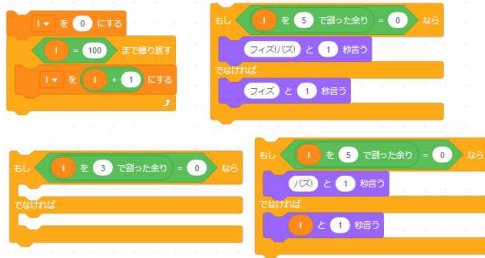 I を 0 にする
I = 100 まで繰り返す
I を I + 1 にする
もし I を 5 で割った余り = 0 なら
フィズ!バズ! と 1 秒言う
でなければ
フィズ と 1 秒言う
もし I を 3 で割った余り = 0 なら
でなければ
もし I を 5 で割った余り = 0 なら
バズ! と 1 秒言う
でなければ
I と 1 秒言う